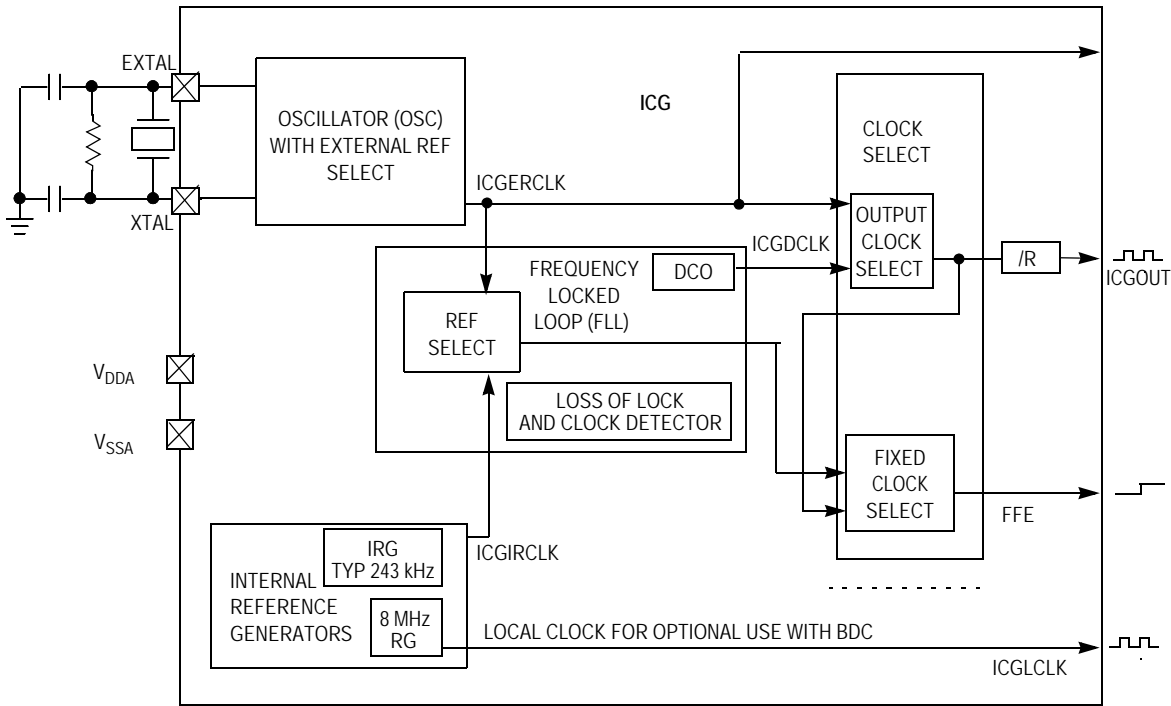 EXTAL
XTAL
OSCILLATOR (OSC)
WITH EXTERNAL REF
SELECT
ICG
ICGERCLK
CLOCK
SELECT
OUTPUT
CLOCK
SELECT
/R
ICGOUT
ICGDCLK
FREQUENCY
LOCKED
LOOP (FLL)
DCO
REF
SELECT
LOSS OF LOCK
AND CLOCK DETECTOR
VDDA
VSSA
FIXED
CLOCK
SELECT
FFE
ICGIRCLK
IRG
TYP 243 kHz
INTERNAL
REFERENCE
GENERATORS
8 MHz
RG
LOCAL CLOCK FOR OPTIONAL USE WITH BDC
ICGLCLK